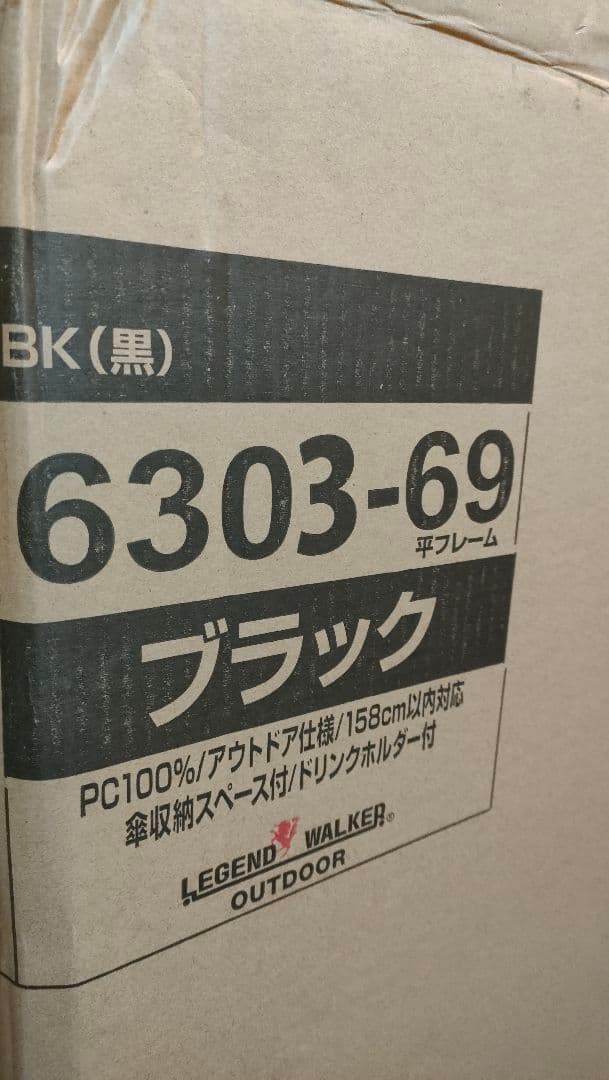 BK(黒)
6303-69
平フレーム
ブラック
PC100%/アウトドア仕様/158cm以内対応
傘収納スペース付/ドリンクホルダー付
LEGEND WALKER®
OUTDOOR